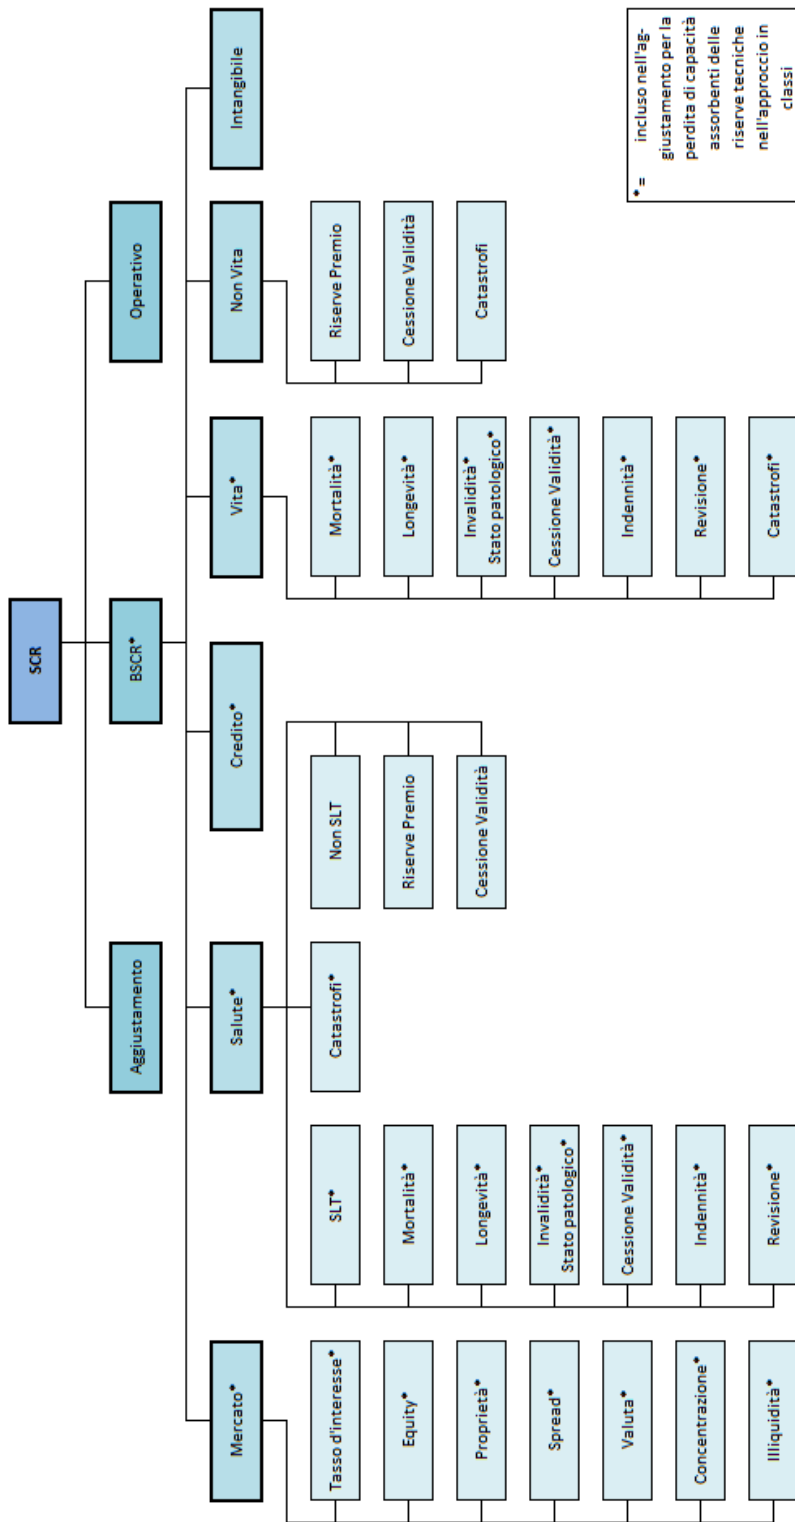 SCR
Aggiustamento
BSCR*
Operativo
Mercato*
Salute*
Credito*
Vita*
Non Vita
Intangibile
Tasso d'interesse*
Equity*
Proprietà*
Spread*
Valuta*
Concentrazione*
Illiquidità*
SLT*
Mortalità*
Longevità*
Invalidità*
Stato patologico*
Cessione Validità*
Indennità*
Revisione*
Catastrofi*
Non SLT
Riserve Premio
Cessione Validità
Mortalità*
Longevità*
Invalidità*
Stato patologico*
Cessione Validità*
Indennità*
Revisione*
Catastrofi*
Riserve Premio
Cessione Validità
Catastrofi
* = incluso nell'ag-
giustamento per la
perdita di capacità
assorbenti delle
riserve tecniche
nell'approccio in
classi